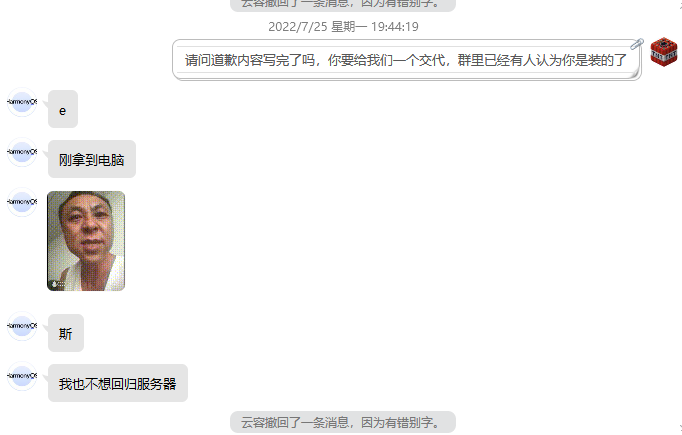 云容撤回了一条消息，因为有错别字。
2022/7/25 星期一 19:44:19
请问道歉内容写完了吗，你要给我们一个交代，群里已经有人认为你是装的了
HarmonyOS
e
HarmonyOS
刚拿到电脑
HarmonyOS
HarmonyOS
斯
HarmonyOS
我也不想回归服务器
云容撤回了一条消息，因为有错别字。